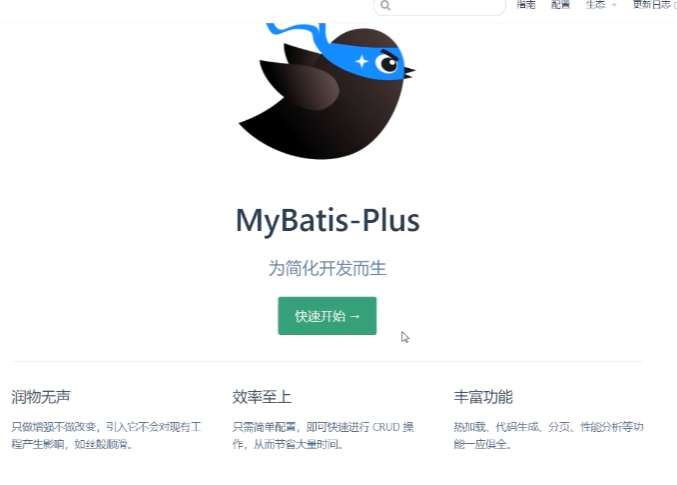 指南 配置 生态 更新日志
MyBatis-Plus
为简化开发而生
快速开始 →
润物无声 效率至上 丰富功能
只做增强不做改变，引入它不会对现有工 只需简单配置，即可快速进行 CRUD 操 热加载、代码生成、分页、性能分析等功
程产生影响，如丝般顺滑。 作，从而节省大量时间。 能一应俱全。